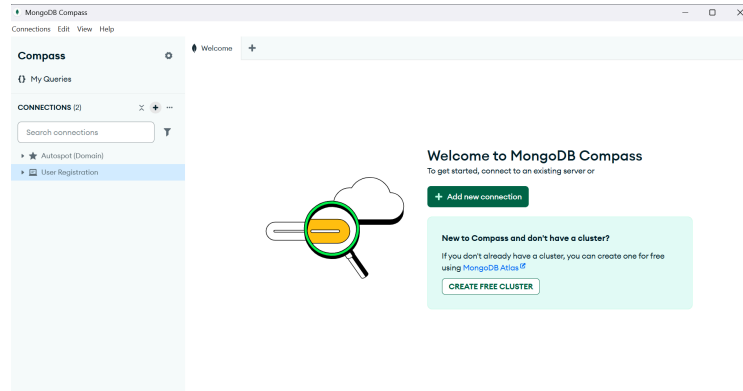 MongoDB Compass
Connections Edit View Help
Compass
{} My Queries
CONNECTIONS (2)
Search connections
Autospot (Domain)
User Registration
Welcome
Welcome to MongoDB Compass
To get started, connect to an existing server or
+ Add new connection
New to Compass and don't have a cluster?
If you don't already have a cluster, you can create one for free
using MongoDB Atlas
CREATE FREE CLUSTER